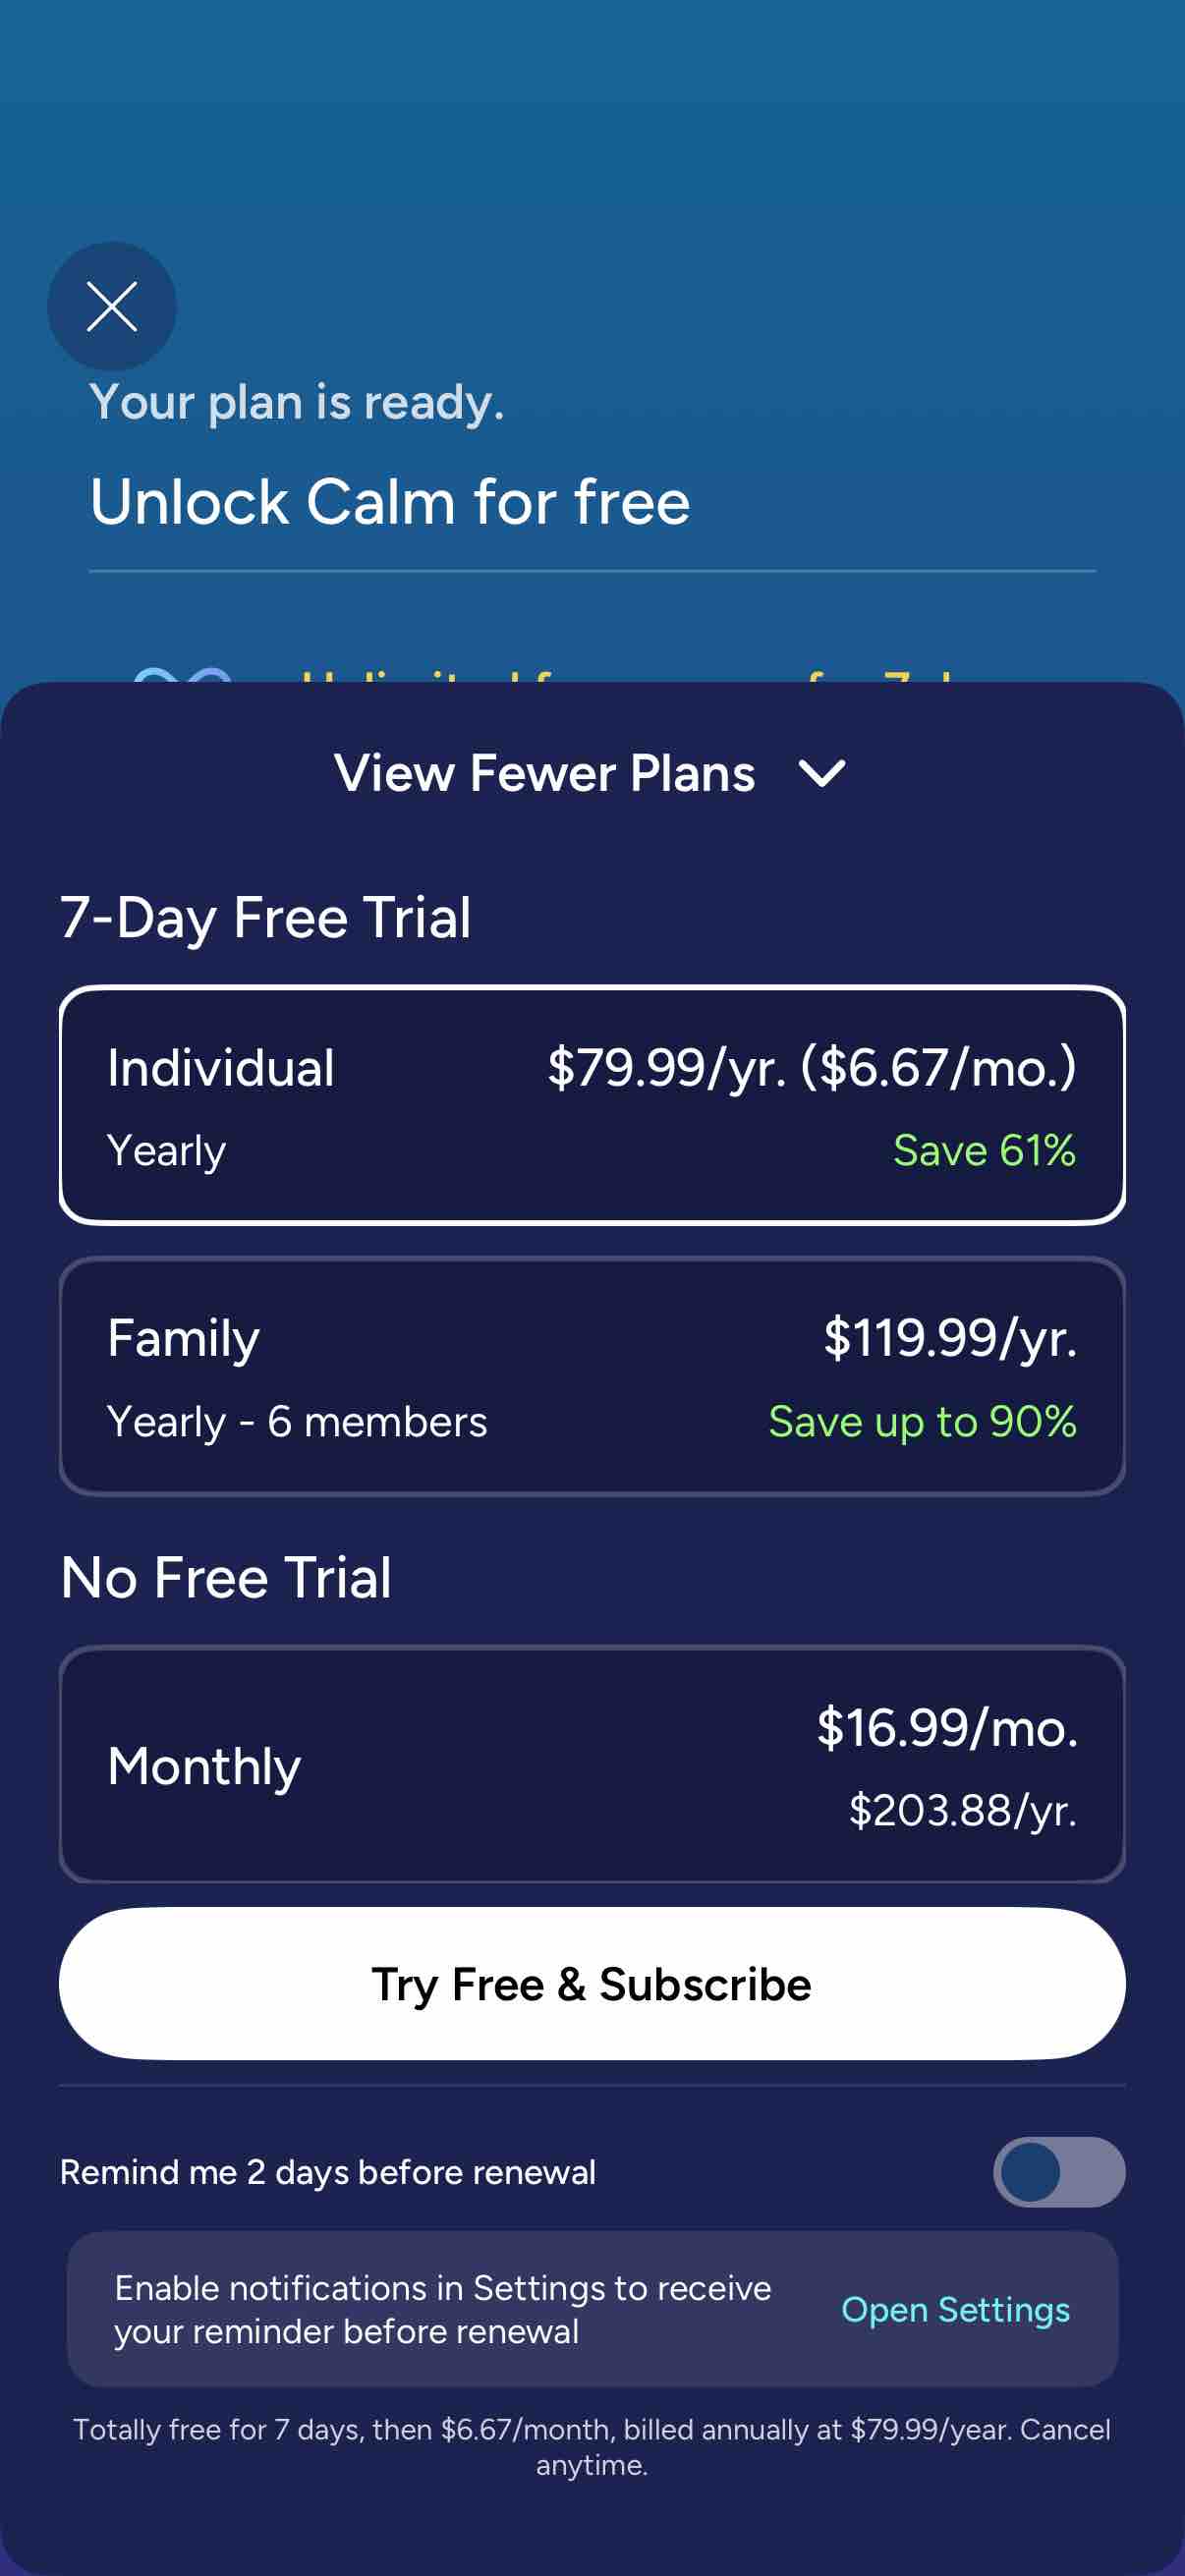 Your plan is ready.
Unlock Calm for free
View Fewer Plans
7-Day Free Trial
Individual $79.99/yr. ($6.67/mo.)
Yearly Save 61%
Family $119.99/yr.
Yearly - 6 members Save up to 90%
No Free Trial
Monthly $16.99/mo.
$203.88/yr.
Try Free & Subscribe
Remind me 2 days before renewal
Enable notifications in Settings to receive
your reminder before renewal
Open Settings
Totally free for 7 days, then $6.67/month, billed annually at $79.99/year. Cancel
anytime.